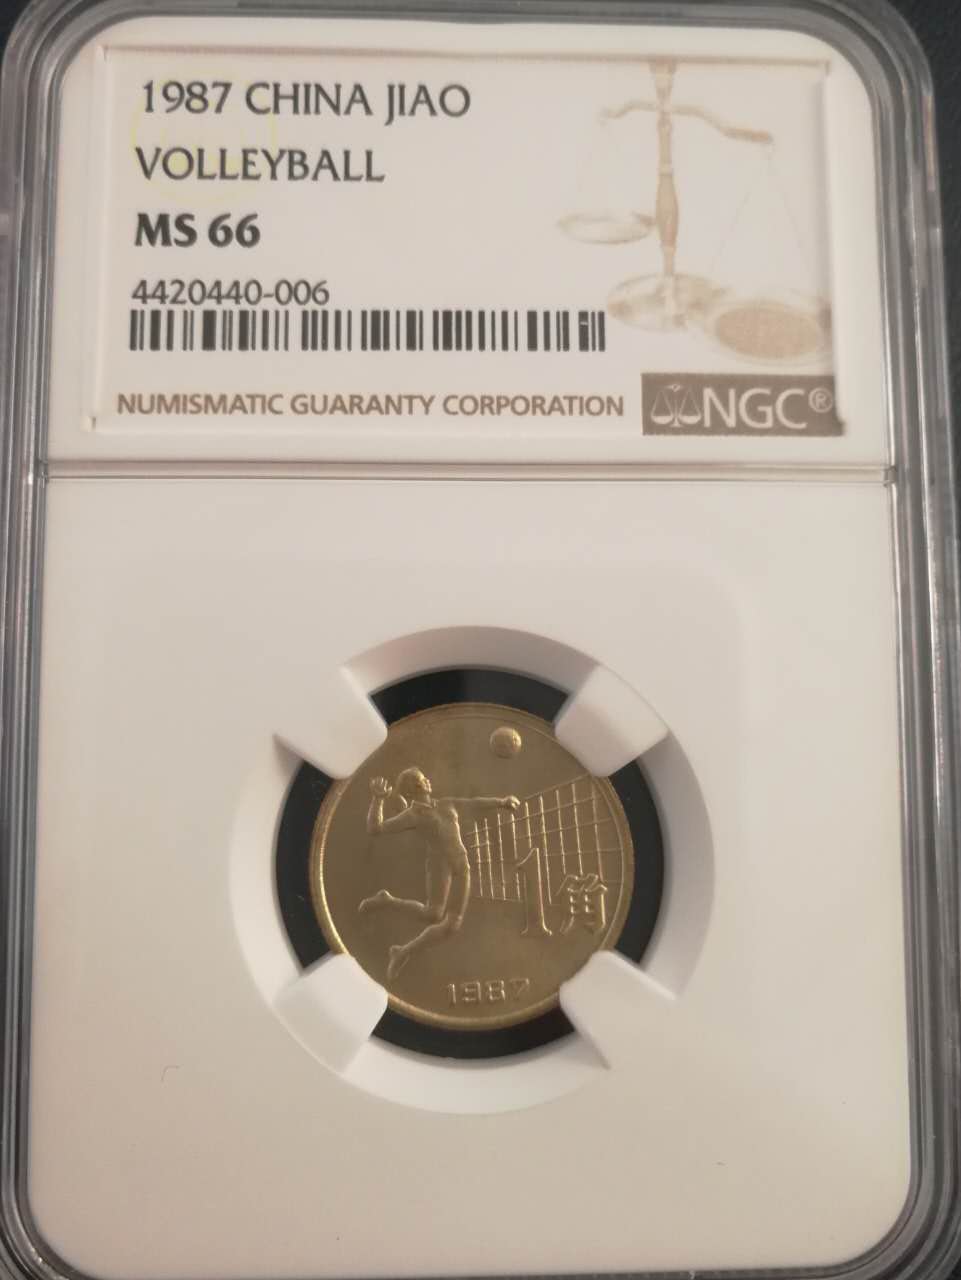 1987 CHINA JIAO
VOLLEYBALL
MS 66
4420440-006
NUMISMATIC GUARANTY CORPORATION
NGC®
1角
1987